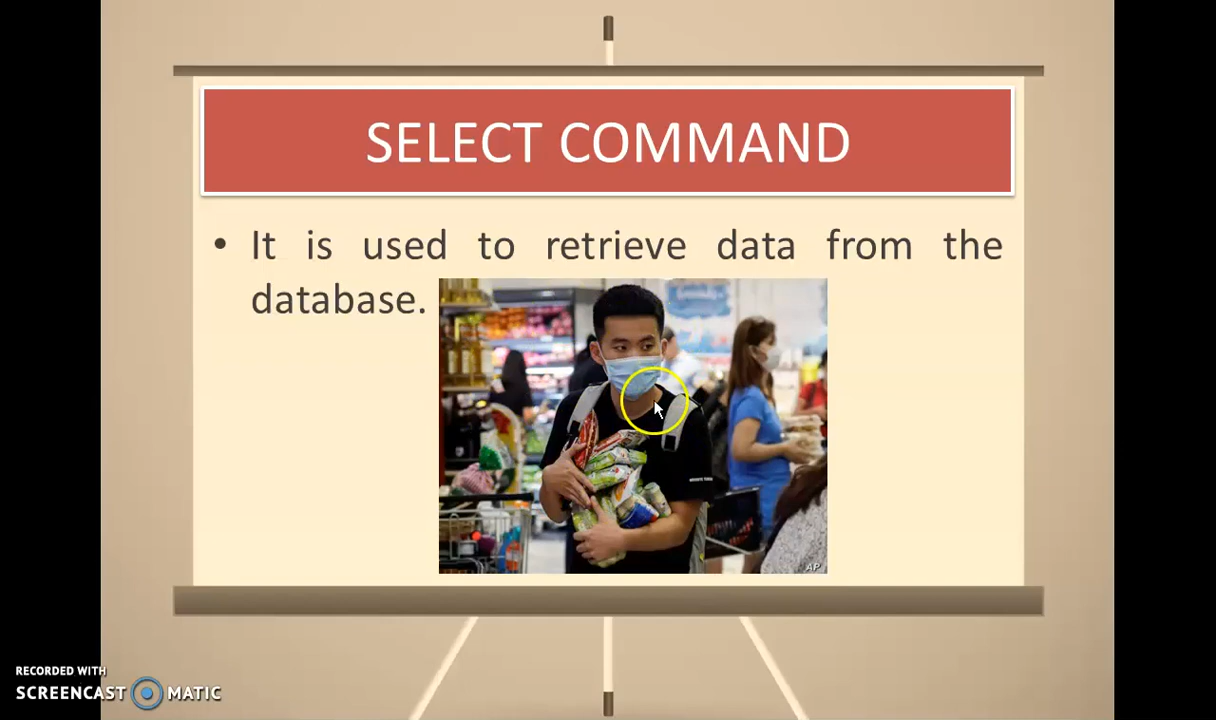 SELECT COMMAND
• It is used to retrieve data from the
database.
AP
RECORDED WITH
SCREENCAST MATIC